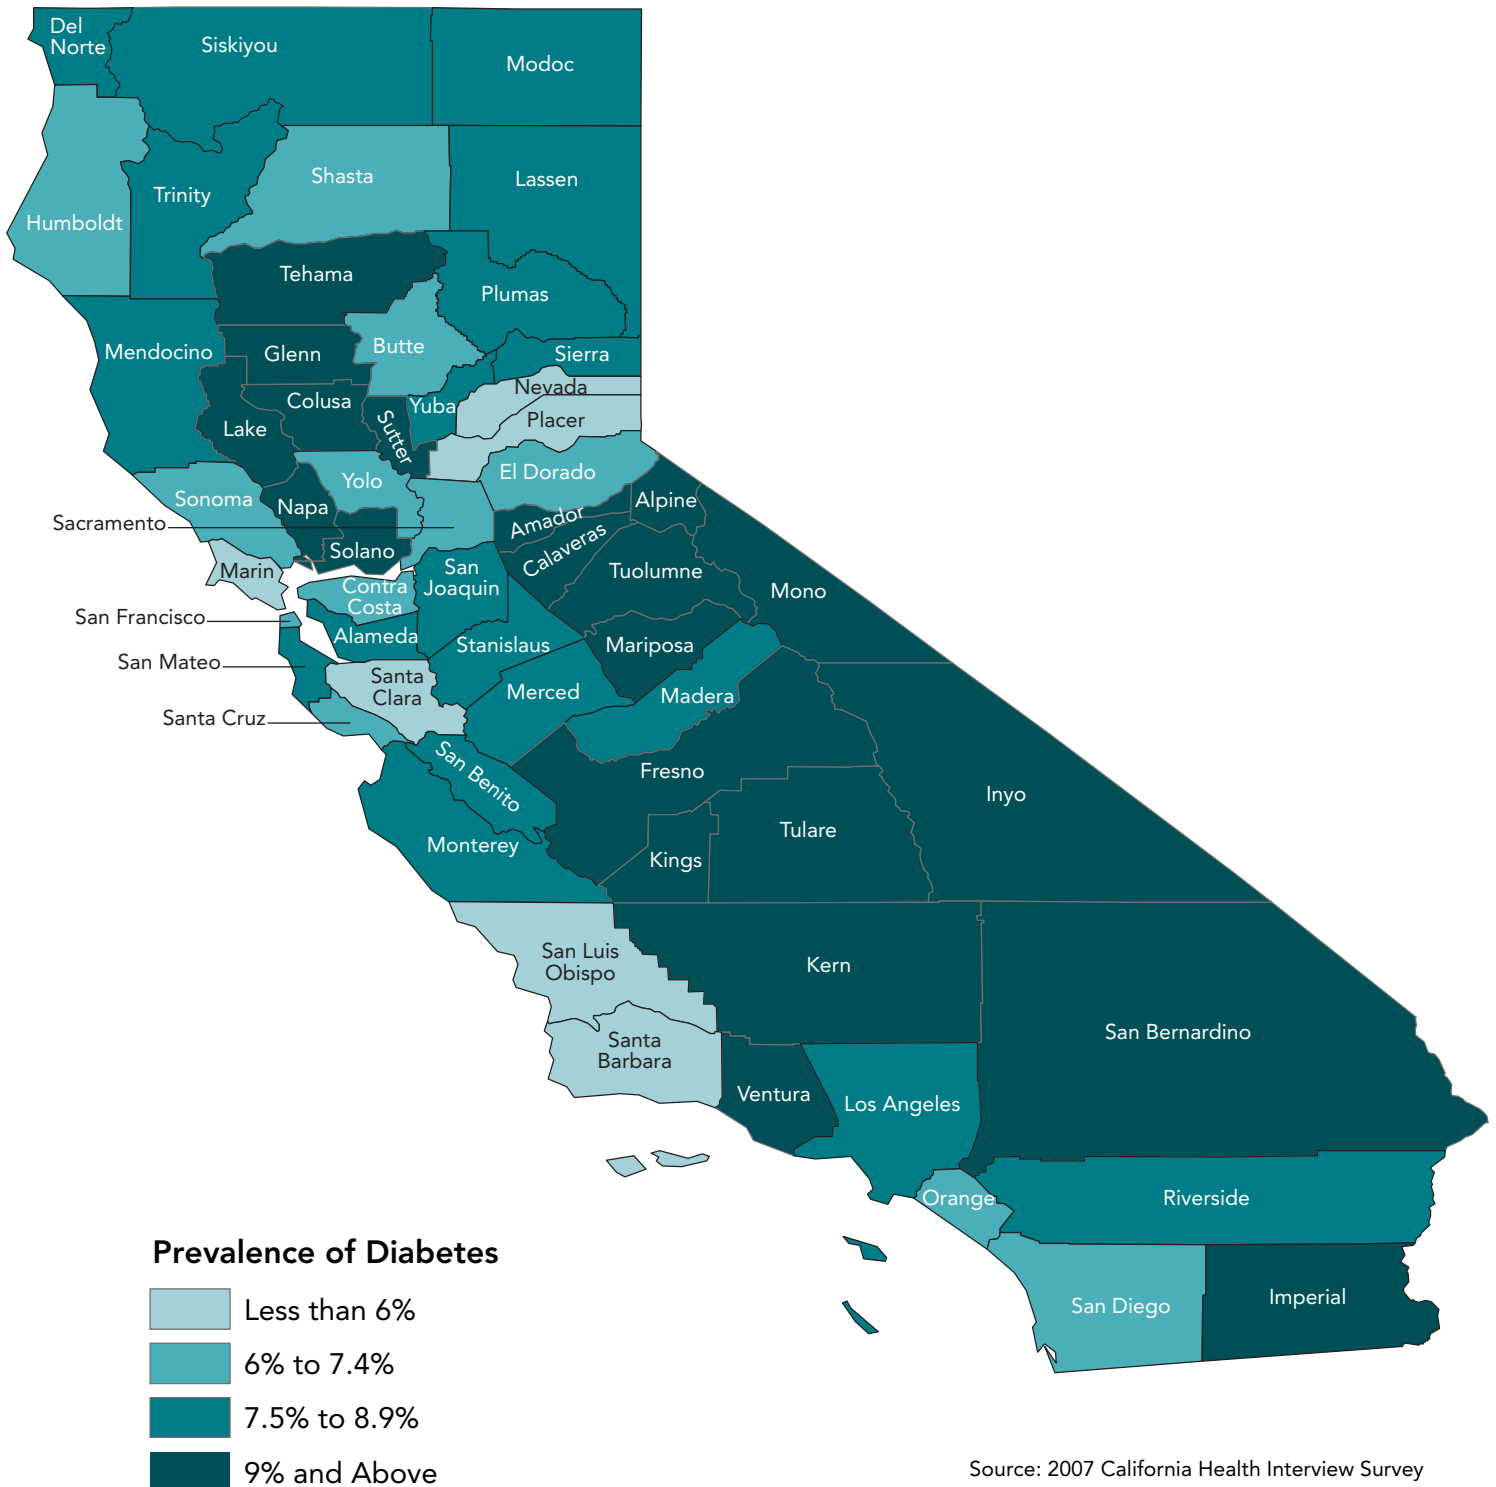 Del
Norte
Siskiyou
Modoc
Shasta
Lassen
Trinity
Humboldt
Tehama
Plumas
Mendocino
Glenn
Butte
Sierra
Nevada
Colusa
Yuba
Placer
Lake
Sutter
El Dorado
Yolo
Sonoma
Napa
Alpine
Sacramento
Amador
Solano
Calaveras
Marin
San
Joaquin
Tuolumne
Mono
Contra
Costa
San Francisco
Alameda
Stanislaus
Mariposa
San Mateo
Santa
Clara
Merced
Madera
Santa Cruz
San Benito
Fresno
Inyo
Tulare
Monterey
Kings
San Luis
Obispo
Kern
San Bernardino
Santa
Barbara
Ventura
Los Angeles
Orange
Riverside
San Diego
Imperial
Prevalence of Diabetes
Less than 6%
6% to 7.4%
7.5% to 8.9%
9% and Above
Source: 2007 California Health Interview Survey